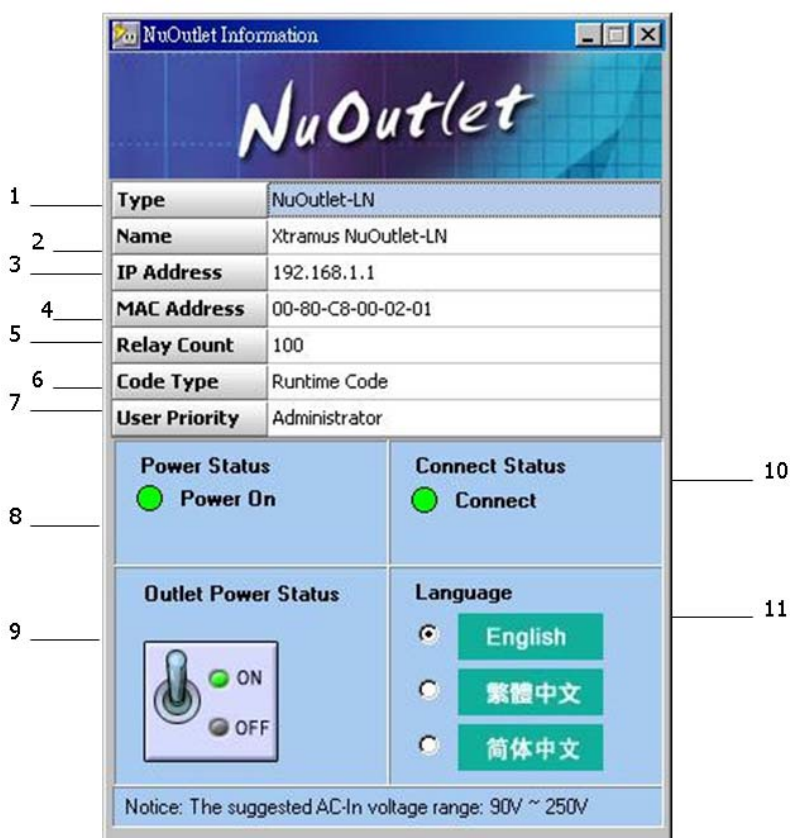 NuOutlet Information
NuOutlet
1 Type NuOutlet-LN
2 Name Xtramus NuOutlet-LN
3 IP Address 192.168.1.1
4 MAC Address 00-80-C8-00-02-01
5 Relay Count 100
6 Code Type Runtime Code
7 User Priority Administrator
Power Status
Power On
8
Connect Status
Connect
10
Outlet Power Status
9
ON
OFF
Language
11
English
繁體中文
简体中文
Notice: The suggested AC-In voltage range: 90V ~ 250V